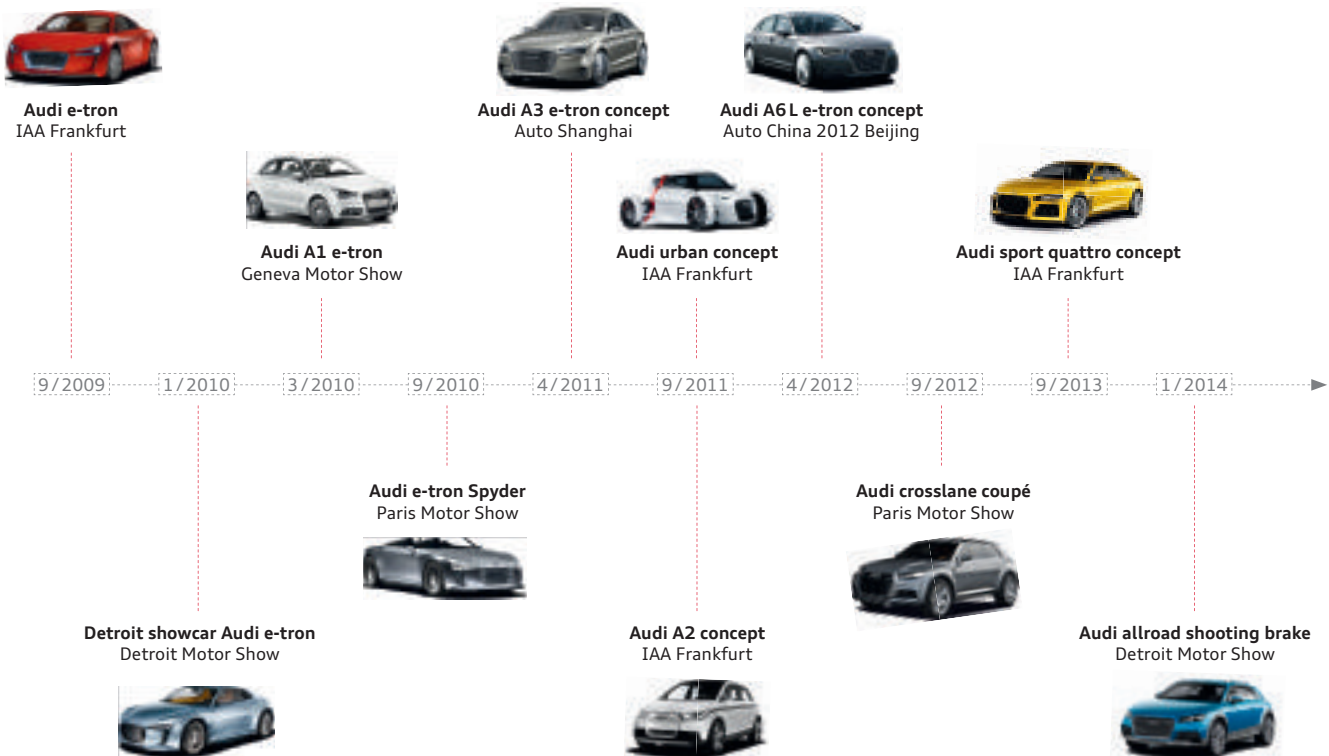 Audi e-tron
IAA Frankfurt
Audi A3 e-tron concept
Auto Shanghai
Audi A6 L e-tron concept
Auto China 2012 Beijing
Audi A1 e-tron
Geneva Motor Show
Audi urban concept
IAA Frankfurt
Audi sport quattro concept
IAA Frankfurt
9/2009 1/2010 3/2010 9/2010 4/2011 9/2011 4/2012 9/2012 9/2013 1/2014
Audi e-tron Spyder
Paris Motor Show
Audi crosslane coupé
Paris Motor Show
Detroit showcar Audi e-tron
Detroit Motor Show
Audi A2 concept
IAA Frankfurt
Audi allroad shooting brake
Detroit Motor Show